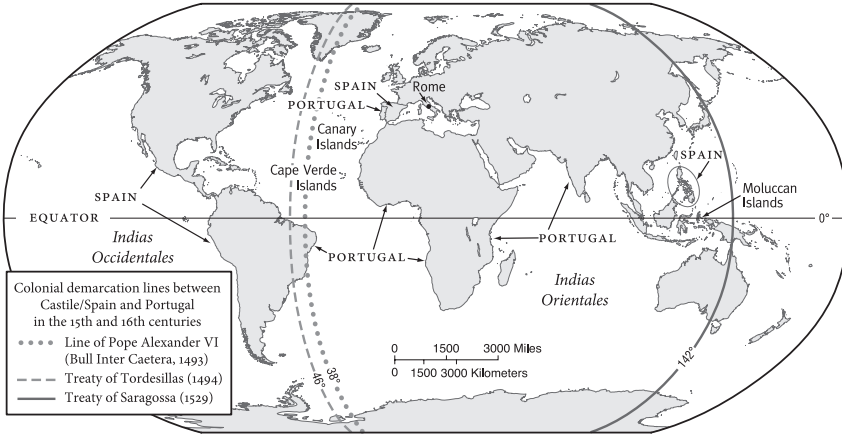 SPAIN
Rome
PORTUGAL
Canary
Islands
SPAIN
Cape Verde
Islands
SPAIN
Moluccan
Islands
EQUATOR
0°
Indias
Occidentales
PORTUGAL
PORTUGAL
Indias
Orientales
Colonial demarcation lines between
Castile/Spain and Portugal
in the 15th and 16th centuries
Line of Pope Alexander VI
(Bull Inter Caetera, 1493)
Treaty of Tordesillas (1494)
Treaty of Saragossa (1529)
46°
38°
142°
0 1500 3000 Miles
0 1500 3000 Kilometers